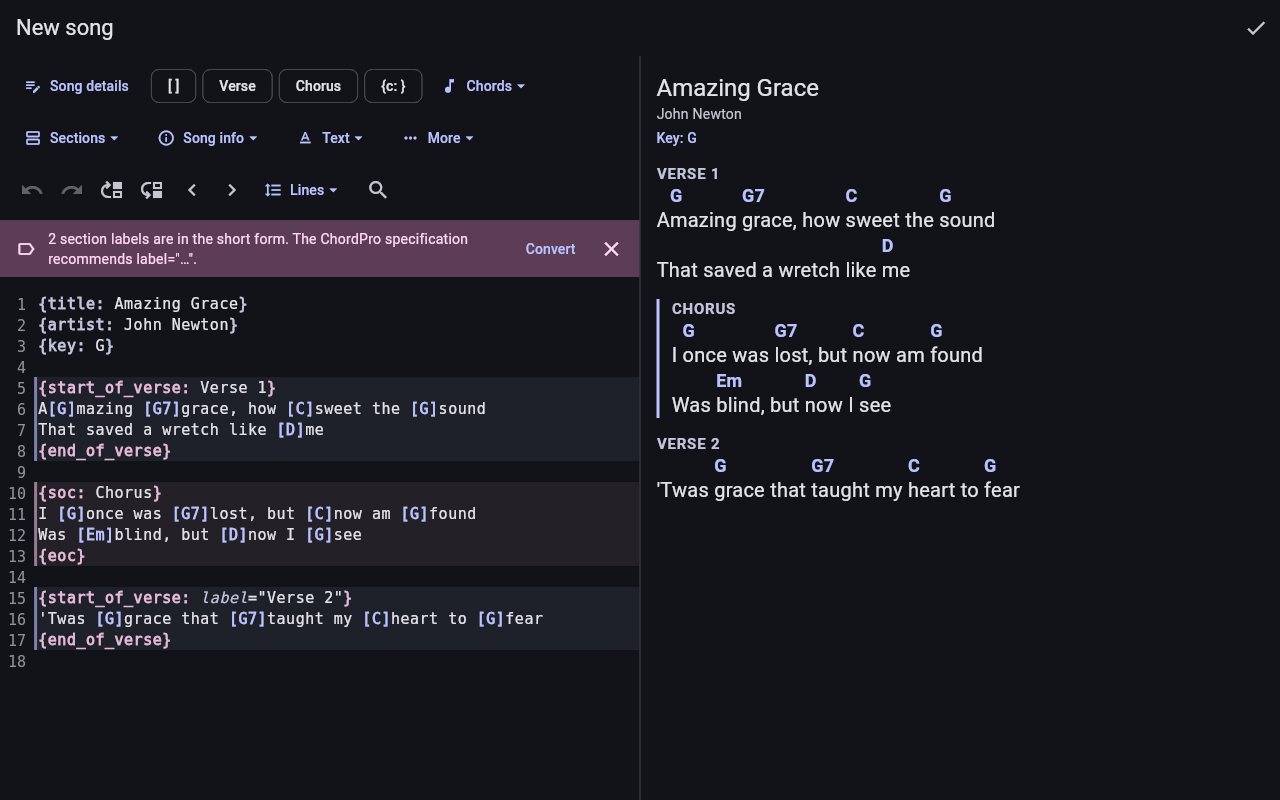 New song
Song details [ ] Verse Chorus {c: } Chords
Sections Song info Text More
Lines
2 section labels are in the short form. The ChordPro specification
recommends label="…". Convert
1 {title: Amazing Grace}
2 {artist: John Newton}
3 {key: G}
4
5 {start_of_verse: Verse 1}
6 A[G]mazing [G7]grace, how [C]sweet the [G]sound
7 That saved a wretch like [D]me
8 {end_of_verse}
9
10 {soc: Chorus}
11 I [G]once was [G7]lost, but [C]now am [G]found
12 Was [Em]blind, but [D]now I [G]see
13 {eoc}
14
15 {start_of_verse: label="Verse 2"}
16 'Twas [G]grace that [G7]taught my [C]heart to [G]fear
17 {end_of_verse}
18
Amazing Grace
John Newton
Key: G
VERSE 1
G G7 C G
Amazing grace, how sweet the sound
D
That saved a wretch like me
CHORUS
G G7 C G
I once was lost, but now am found
Em D G
Was blind, but now I see
VERSE 2
G G7 C G
'Twas grace that taught my heart to fear